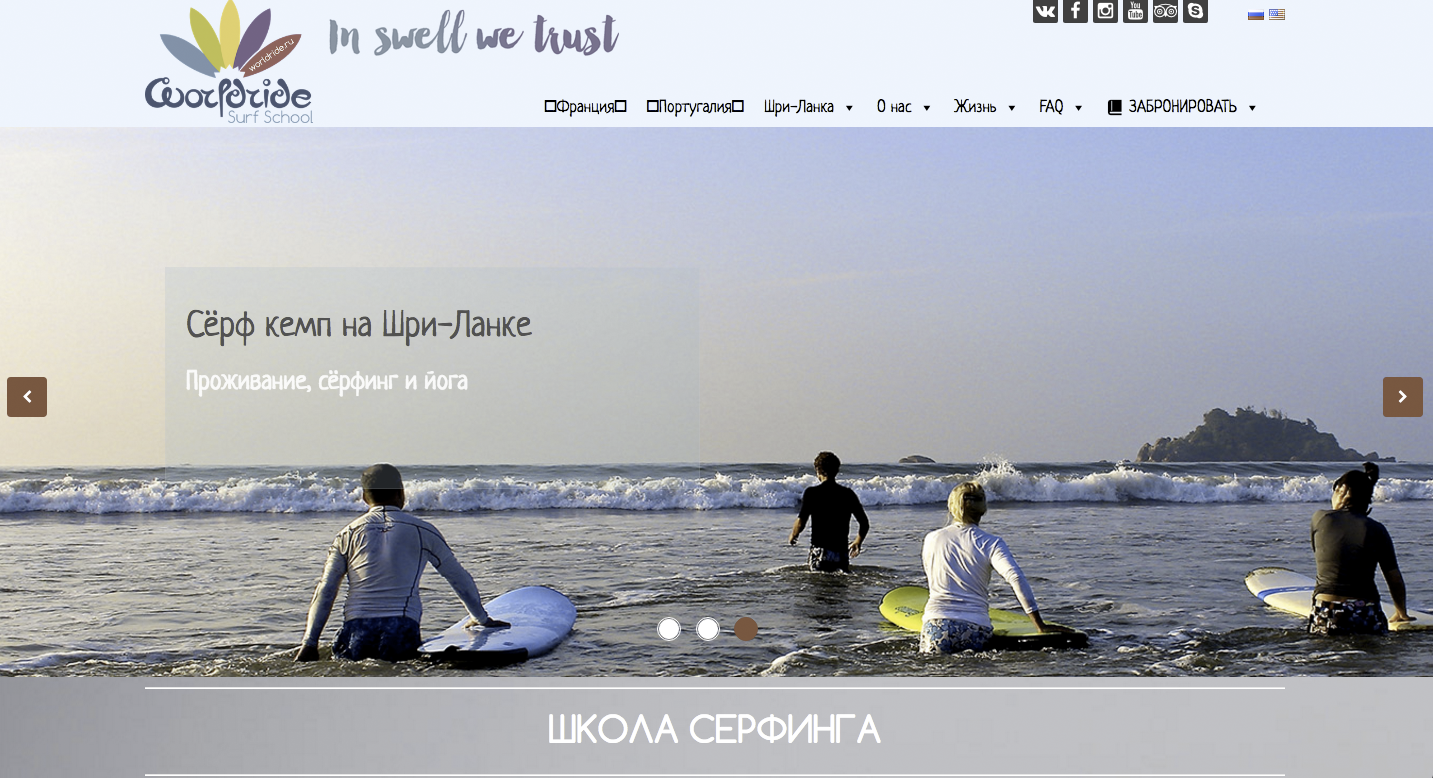 In swell we trust
You Tube
worldride.ru
Worldride
Surf School
Франция Португалия Шри-Ланка О нас Жизнь FAQ ЗАБРОНИРОВАТЬ
Сёрф кемп на Шри-Ланке
Проживание, сёрфинг и йога
ШКОЛА СЕРФИНГА